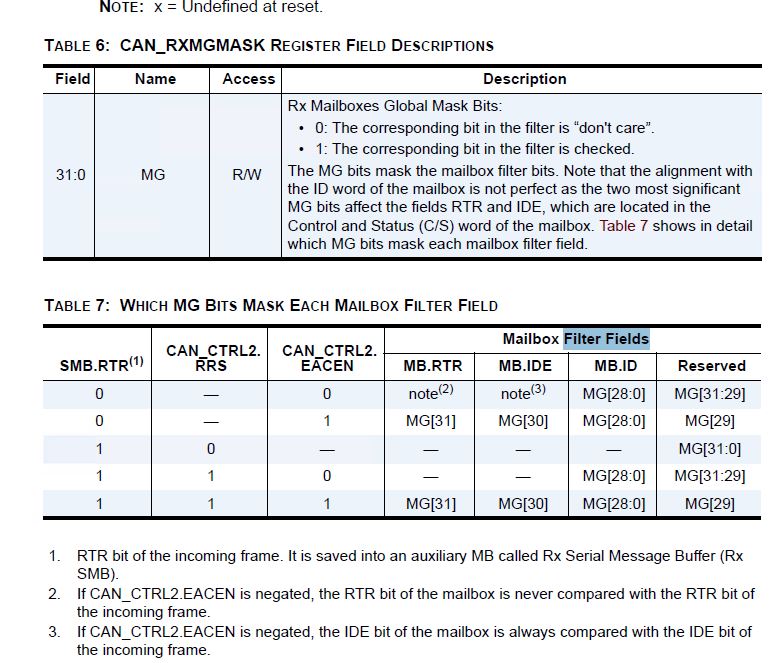 NOTE: x = Undefined at reset.
TABLE 6: CAN_RXMGMASK REGISTER FIELD DESCRIPTIONS
Field Name Access Description
31:0 MG R/W
Rx Mailboxes Global Mask Bits:
• 0: The corresponding bit in the filter is “don't care”.
• 1: The corresponding bit in the filter is checked.
The MG bits mask the mailbox filter bits. Note that the alignment with
the ID word of the mailbox is not perfect as the two most significant
MG bits affect the fields RTR and IDE, which are located in the
Control and Status (C/S) word of the mailbox. Table 7 shows in detail
which MG bits mask each mailbox filter field.
TABLE 7: WHICH MG BITS MASK EACH MAILBOX FILTER FIELD
SMB.RTR(1)
CAN_CTRL2.
RRS
CAN_CTRL2.
EACEN
Mailbox Filter Fields
MB.RTR MB.IDE MB.ID Reserved
0 — 0 note(2) note(3) MG[28:0] MG[31:29]
0 — 1 MG[31] MG[30] MG[28:0] MG[29]
1 0 — — — — MG[31:0]
1 1 0 — — MG[28:0] MG[31:29]
1 1 1 MG[31] MG[30] MG[28:0] MG[29]
1. RTR bit of the incoming frame. It is saved into an auxiliary MB called Rx Serial Message Buffer (Rx
SMB).
2. If CAN_CTRL2.EACEN is negated, the RTR bit of the mailbox is never compared with the RTR bit of
the incoming frame.
3. If CAN_CTRL2.EACEN is negated, the IDE bit of the mailbox is always compared with the IDE bit of
the incoming frame.